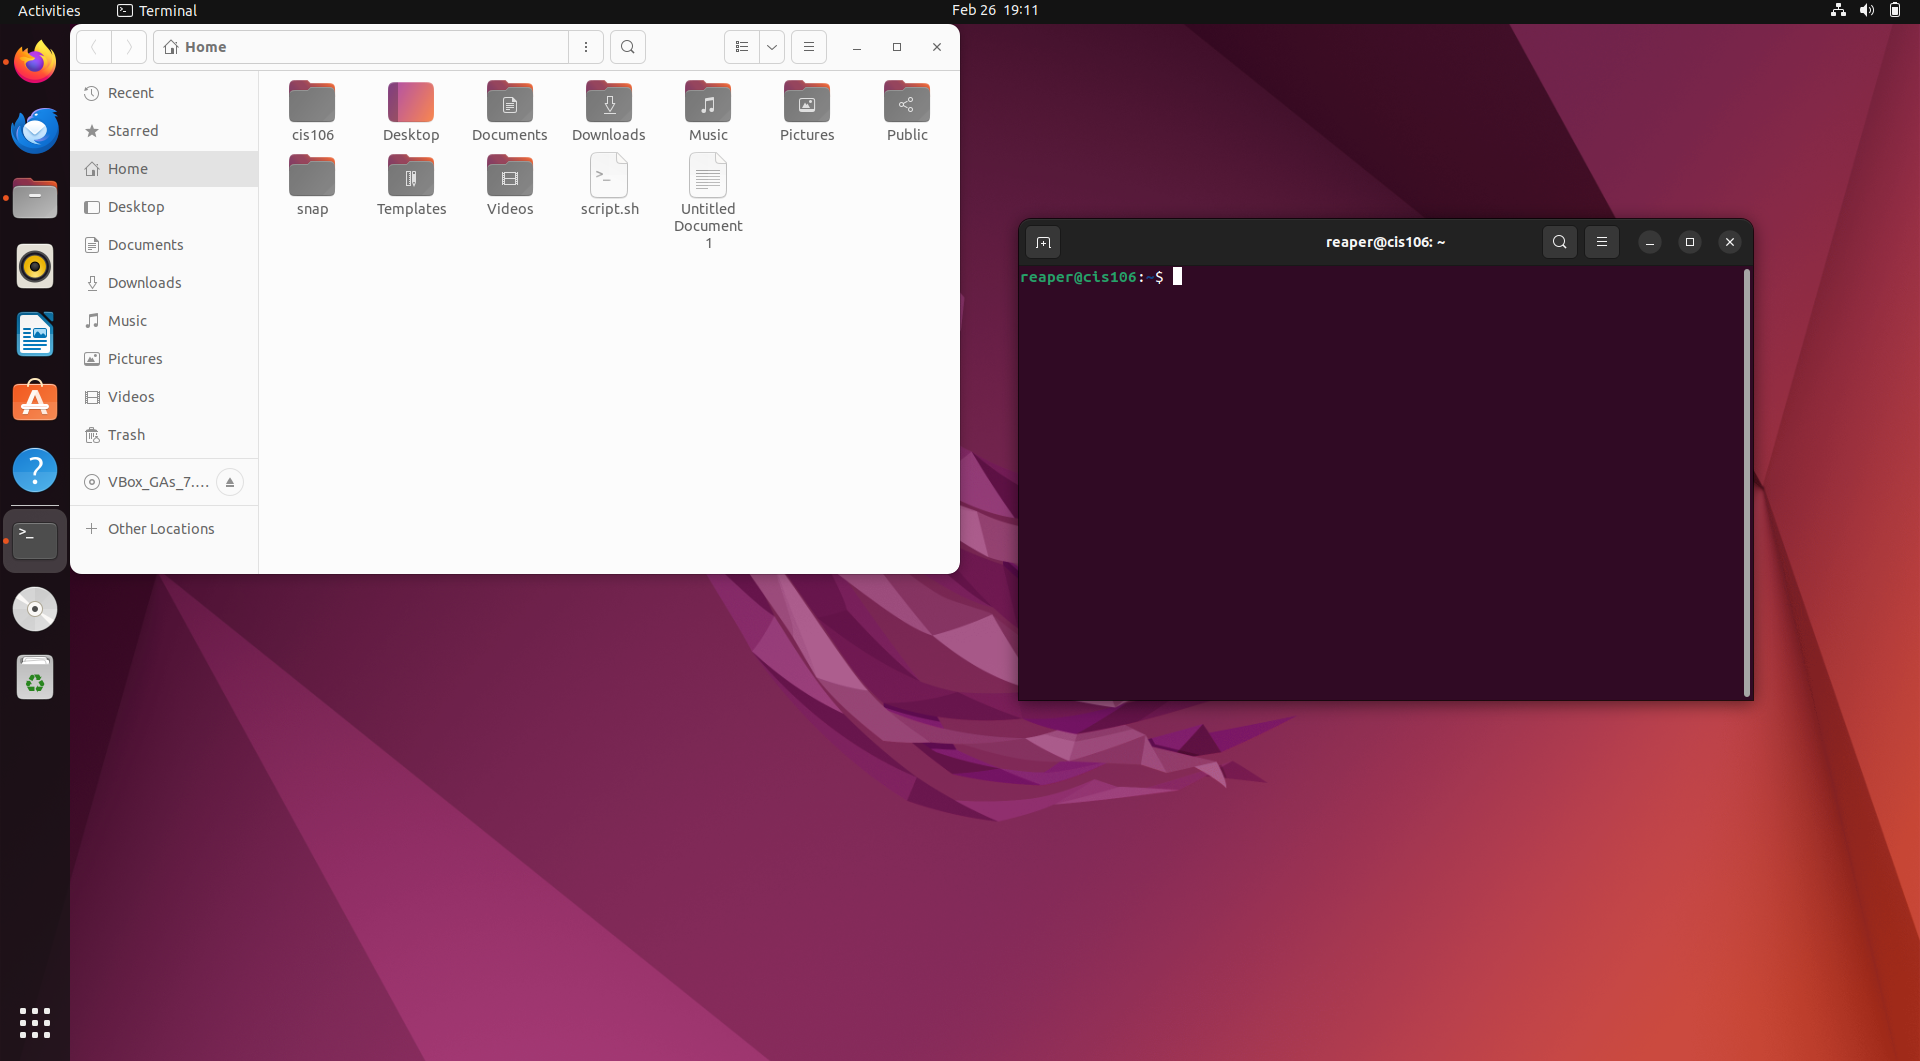 Activities
Terminal
Feb 26 19:11
Home
Recent
Starred
Home
Desktop
Documents
Downloads
Music
Pictures
Videos
Trash
VBox_GAs_7....
Other Locations
cis106
Desktop
Documents
Downloads
Music
Pictures
Public
snap
Templates
Videos
>_
script.sh
Untitled
Document
1
reaper@cis106: ~
reaper@cis106:~$
>_